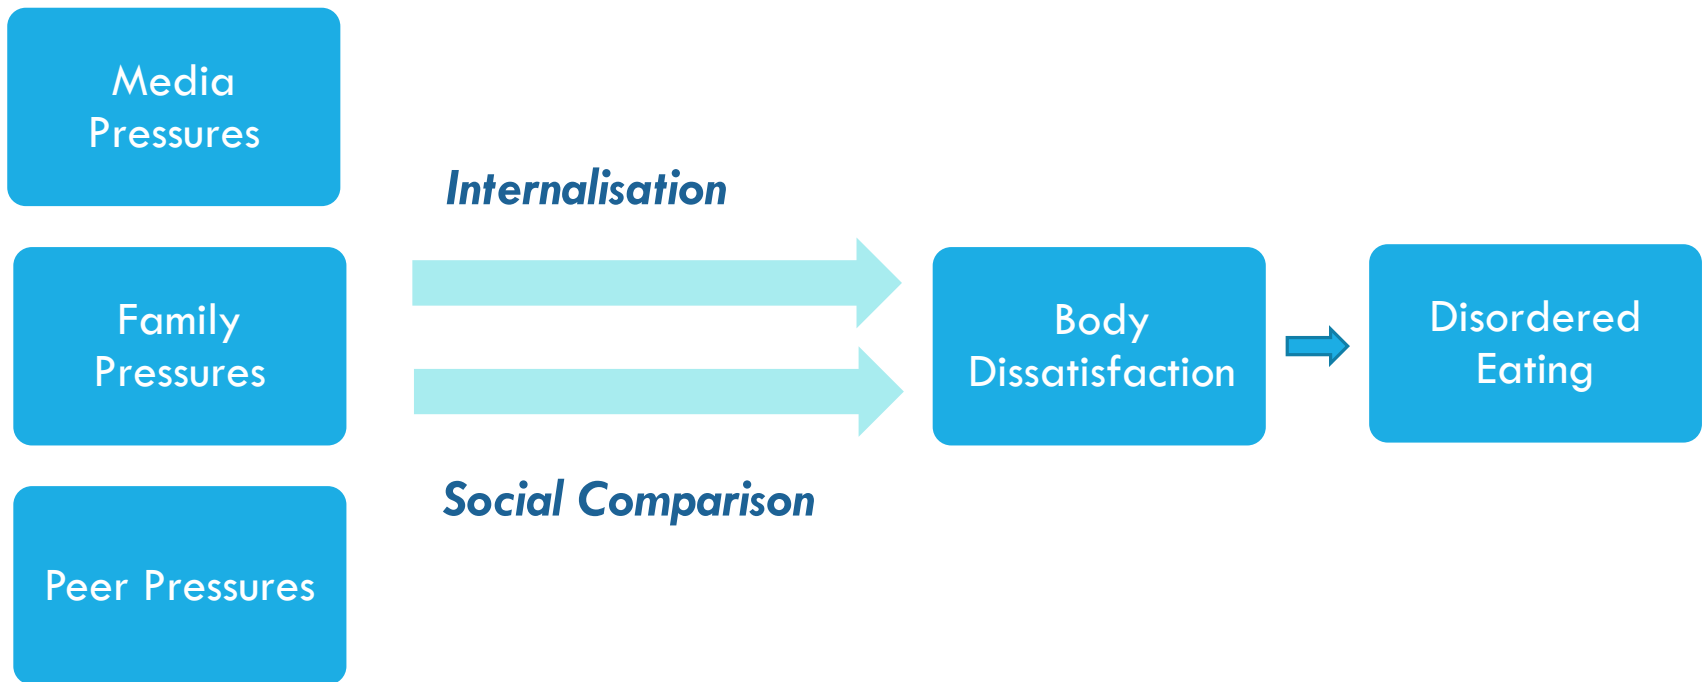 Media
Pressures
Internalisation
Family
Pressures
Body
Dissatisfaction
Disordered
Eating
Social Comparison
Peer Pressures